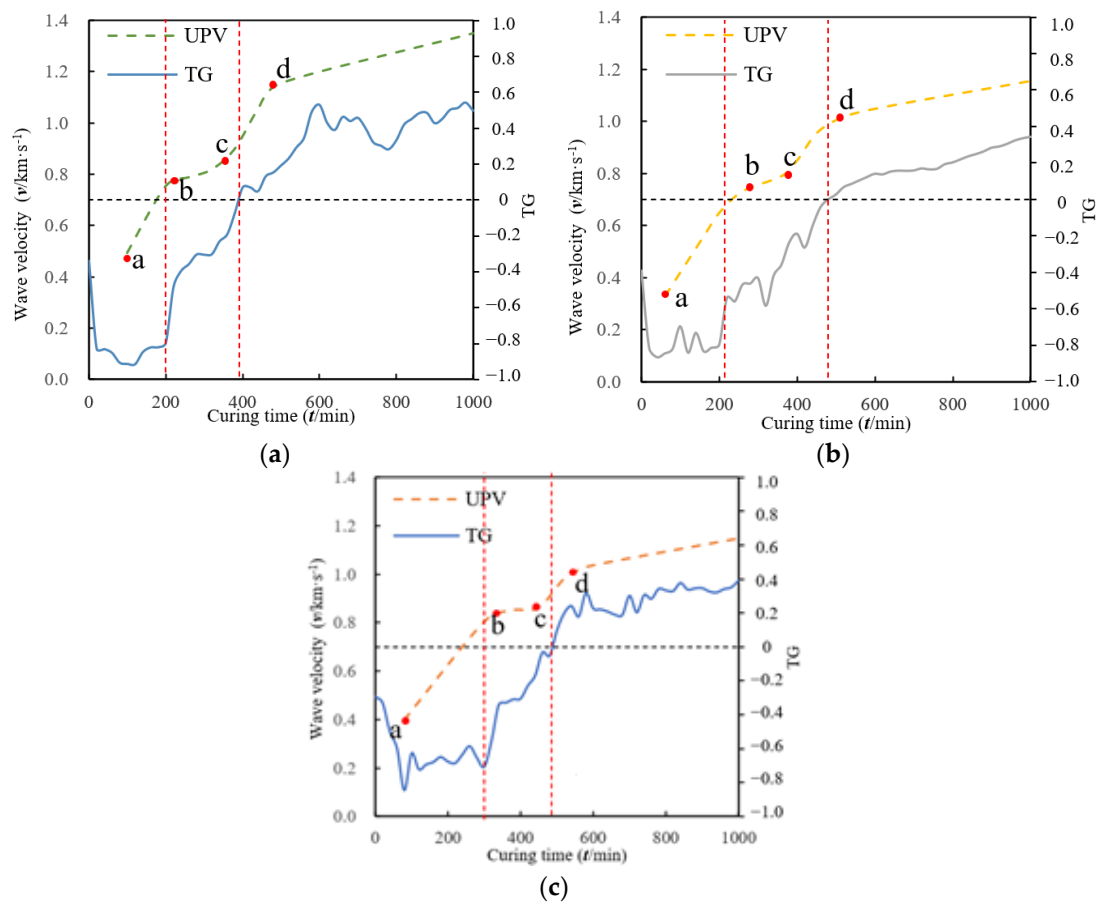 1.4
1.2
1.0
0.8
0.6
0.4
0.2
0.0
Wave velocity (v/km·s⁻¹)
UPV
TG
a
b
c
d
1.0
0.8
0.6
0.4
0.2
0
−0.2
−0.4
−0.6
−0.8
−1.0
TG
0 200 400 600 800 1000
Curing time (t/min)
(a)
1.4
1.2
1.0
0.8
0.6
0.4
0.2
0.0
Wave velocity (v/km·s⁻¹)
UPV
TG
a
b
c
d
1.0
0.8
0.6
0.4
0.2
0
−0.2
−0.4
−0.6
−0.8
−1.0
TG
0 200 400 600 800 1000
Curing time (t/min)
(b)
1.4
1.2
1.0
0.8
0.6
0.4
0.2
0.0
Wave velocity (v/km·s⁻¹)
UPV
TG
a
b
c
d
1.0
0.8
0.6
0.4
0.2
0
−0.2
−0.4
−0.6
−0.8
−1.0
TG
0 200 400 600 800 1000
Curing time (t/min)
(c)